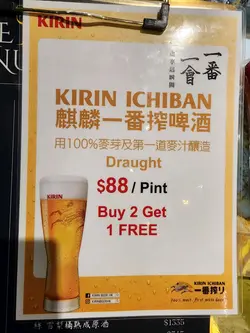 KIRIN
一番一會
KIRIN ICHIBAN
麒麟一番搾啤酒
用100%麥芽及第一道麥汁釀造
Draught
$88 / Pint
Buy 2 Get
1 FREE
KIRIN
KIRIN ICHIBAN
一番搾り
$1335